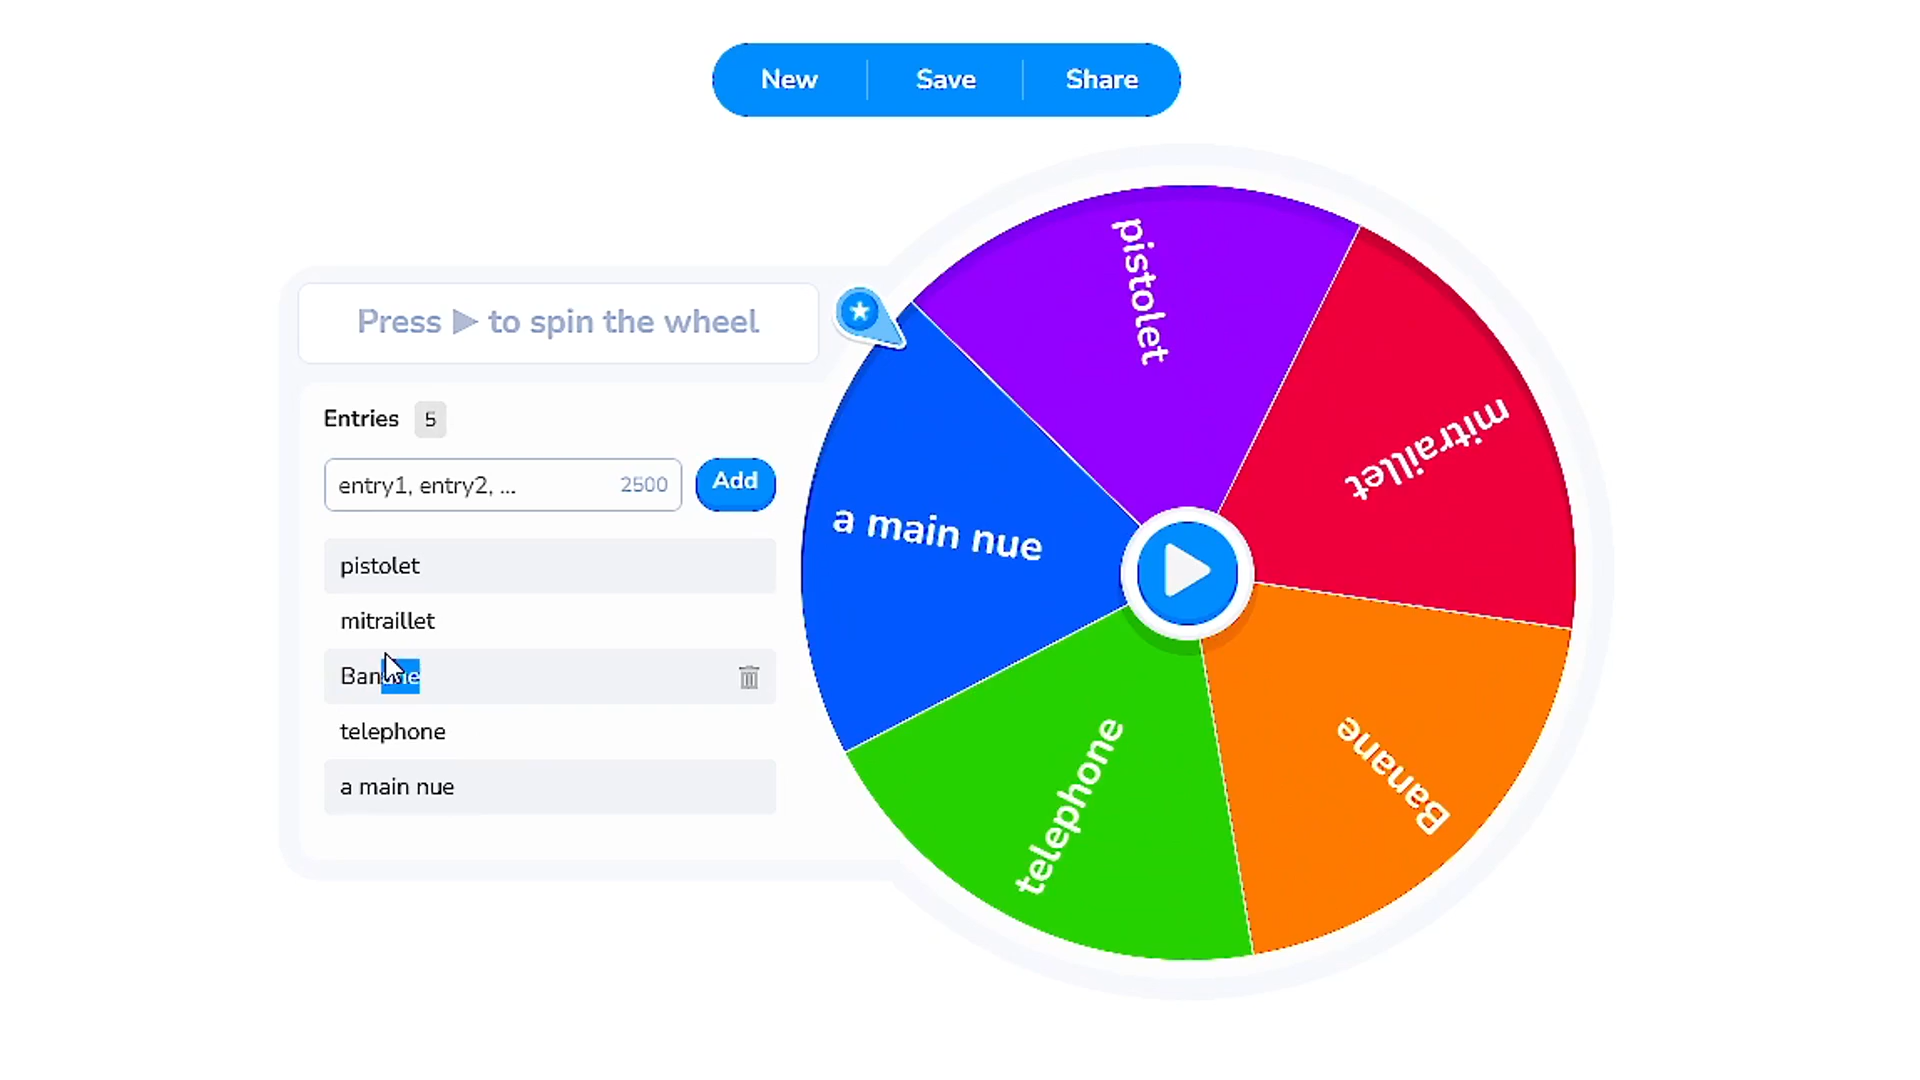 New
Save
Share
Press ▶ to spin the wheel
Entries 5
entry1, entry2, ... 2500
Add
pistolet
mitraillet
Banane
telephone
a main nue
pistolet
mitraillet
a main nue
telephone
Banane